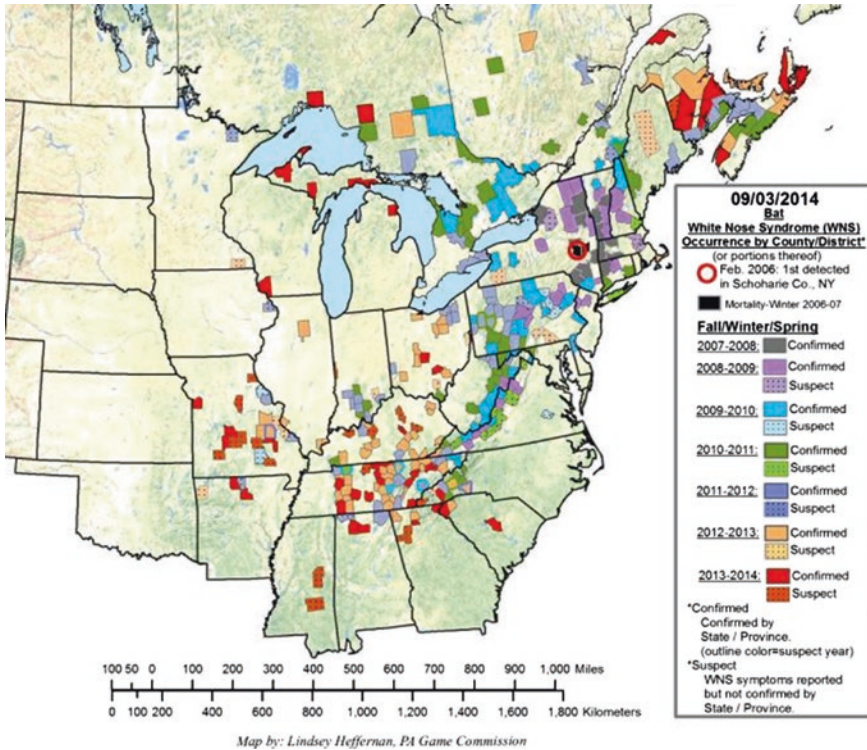 09/03/2014
Bat
White Nose Syndrome (WNS)
Occurrence by County/District*
(or portions thereof)
Feb. 2006: 1st detected
in Schoharie Co., NY
Mortality-Winter 2006-07
Fall/Winter/Spring
2007-2008: Confirmed
2008-2009: Confirmed
Suspect
2009-2010: Confirmed
Suspect
2010-2011: Confirmed
Suspect
2011-2012: Confirmed
Suspect
2012-2013: Confirmed
Suspect
2013-2014: Confirmed
Suspect
*Confirmed
Confirmed by
State / Province.
(outline color=suspect year)
*Suspect
WNS symptoms reported
but not confirmed by
State / Province.
100 50 0 100 200 300 400 500 600 700 800 900 1,000 Miles
0 100 200 400 600 800 1,000 1,200 1,400 1,600 1,800 Kilometers
Map by: Lindsey Heffernan, PA Game Commission